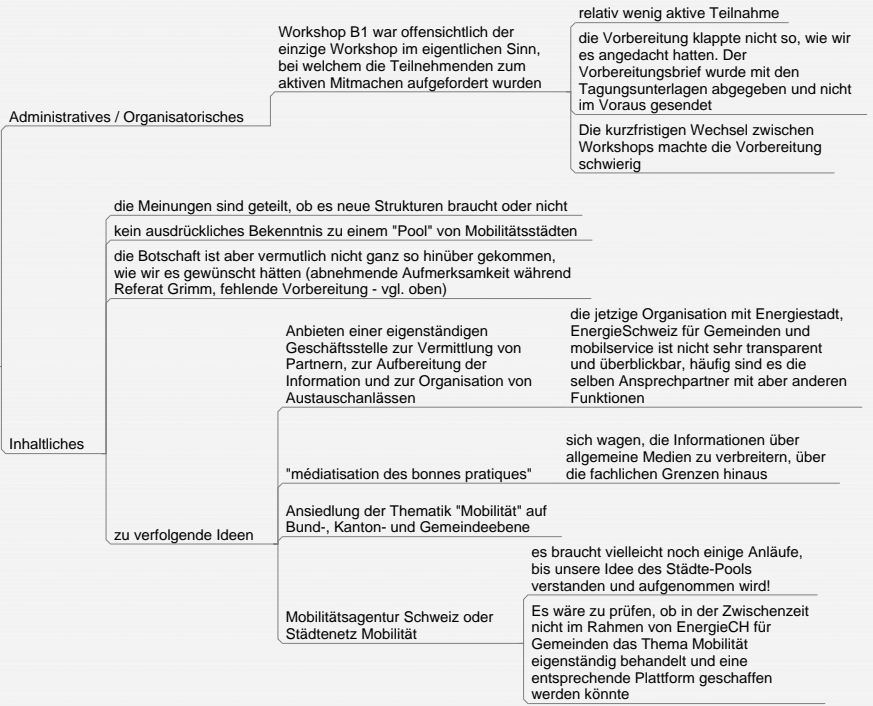 Administratives / Organisatorisches
Workshop B1 war offensichtlich der
einzige Workshop im eigentlichen Sinn,
bei welchem die Teilnehmenden zum
aktiven Mitmachen aufgefordert wurden
relativ wenig aktive Teilnahme
die Vorbereitung klappte nicht so, wie wir
es angedacht hatten. Der
Vorbereitungsbrief wurde mit den
Tagungsunterlagen abgegeben und nicht
im Voraus gesendet
Die kurzfristigen Wechsel zwischen
Workshops machte die Vorbereitung
schwierig
Inhaltliches
die Meinungen sind geteilt, ob es neue Strukturen braucht oder nicht
kein ausdrückliches Bekenntnis zu einem "Pool" von Mobilitätsstädten
die Botschaft ist aber vermutlich nicht ganz so hinüber gekommen,
wie wir es gewünscht hätten (abnehmende Aufmerksamkeit während
Referat Grimm, fehlende Vorbereitung - vgl. oben)
zu verfolgende Ideen
Anbieten einer eigenständigen
Geschäftsstelle zur Vermittlung von
Partnern, zur Aufbereitung der
Information und zur Organisation von
Austauschanlässen
die jetzige Organisation mit Energiestadt,
EnergieSchweiz für Gemeinden und
mobilservice ist nicht sehr transparent
und überblickbar, häufig sind es die
selben Ansprechpartner mit aber anderen
Funktionen
"médiatisation des bonnes pratiques"
sich wagen, die Informationen über
allgemeine Medien zu verbreitern, über
die fachlichen Grenzen hinaus
Ansiedlung der Thematik "Mobilität" auf
Bund-, Kanton- und Gemeindeebene
Mobilitätsagentur Schweiz oder
Städtenetz Mobilität
es braucht vielleicht noch einige Anläufe,
bis unsere Idee des Städte-Pools
verstanden und aufgenommen wird!
Es wäre zu prüfen, ob in der Zwischenzeit
nicht im Rahmen von EnergieCH für
Gemeinden das Thema Mobilität
eigenständig behandelt und eine
entsprechende Plattform geschaffen
werden könnte